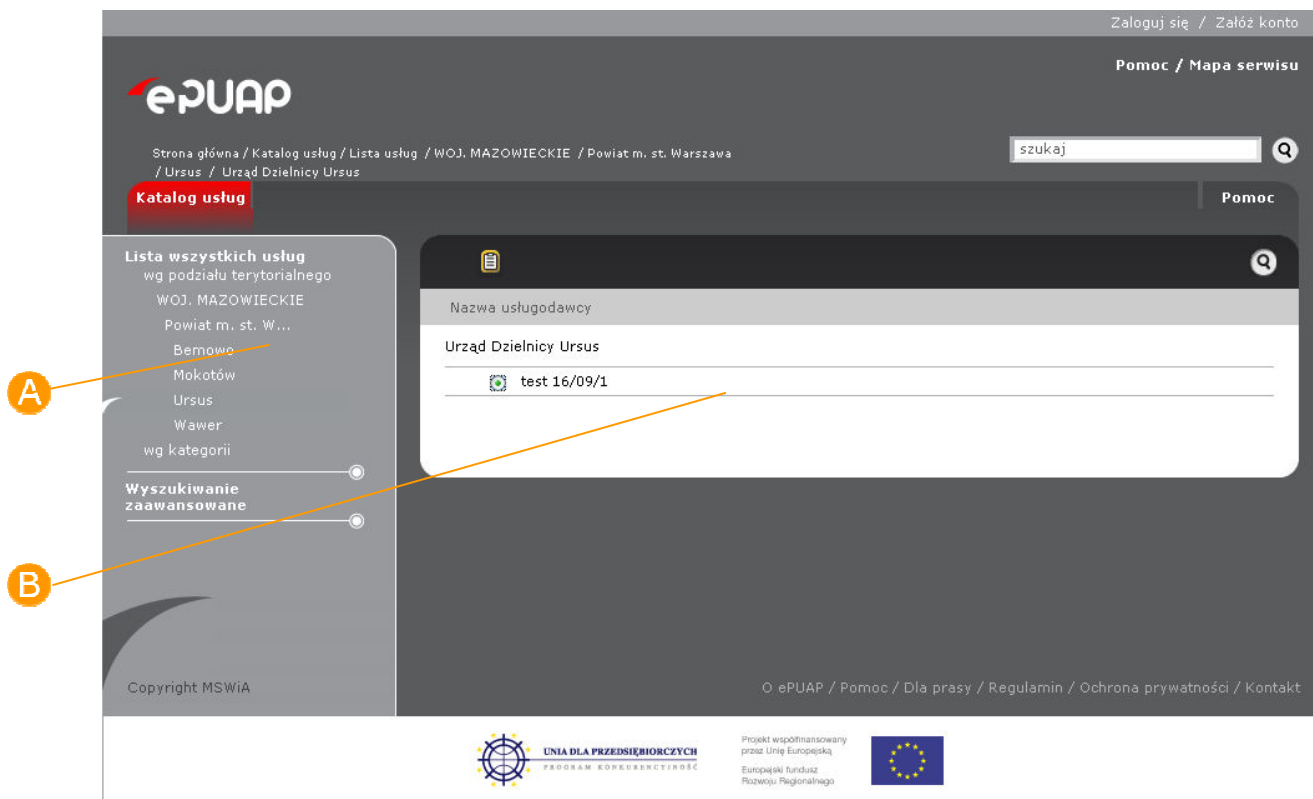 Zaloguj się / Załóż konto
Pomoc / Mapa serwisu
ePUAP
Strona główna / Katalog usług / Lista usług / WOJ. MAZOWIECKIE / Powiat m. st. Warszawa
/ Ursus / Urząd Dzielnicy Ursus
szukaj
Katalog usług
Pomoc
Lista wszystkich usług
wg podziału terytorialnego
WOJ. MAZOWIECKIE
Powiat m. st. W...
Bemowo
Mokotów
Ursus
Wawer
wg kategorii
Wyszukiwanie
zaawansowane
Nazwa usługodawcy
Urząd Dzielnicy Ursus
test 16/09/1
A
B
Copyright MSWiA
O ePUAP / Pomoc / Dla prasy / Regulamin / Ochrona prywatności / Kontakt
UNIA DLA PRZEDSIĘBIORCZYCH
PROGRAM KONKURENCYJNOŚĆ
Projekt współfinansowany
przez Unię Europejską
Europejski fundusz
Rozwoju Regionalnego